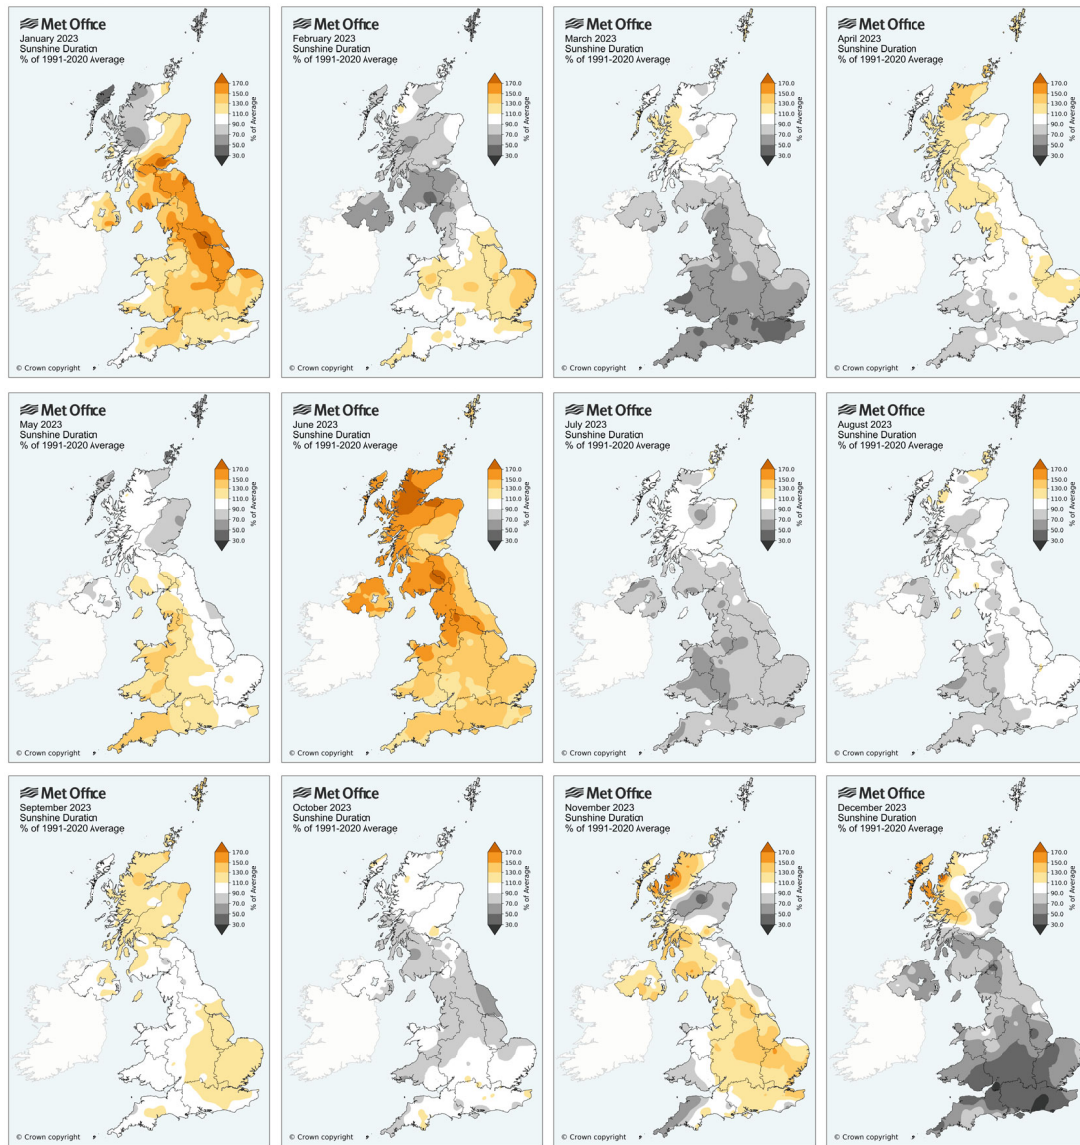 Met Office
January 2023
Sunshine Duration
% of 1991-2020 Average
170.0
150.0
130.0
110.0
90.0
70.0
50.0
30.0
% of Average
© Crown copyright
Met Office
February 2023
Sunshine Duration
% of 1991-2020 Average
170.0
150.0
130.0
110.0
90.0
70.0
50.0
30.0
% of Average
© Crown copyright
Met Office
March 2023
Sunshine Duration
% of 1991-2020 Average
170.0
150.0
130.0
110.0
90.0
70.0
50.0
30.0
% of Average
© Crown copyright
Met Office
April 2023
Sunshine Duration
% of 1991-2020 Average
170.0
150.0
130.0
110.0
90.0
70.0
50.0
30.0
% of Average
© Crown copyright
Met Office
May 2023
Sunshine Duration
% of 1991-2020 Average
170.0
150.0
130.0
110.0
90.0
70.0
50.0
30.0
% of Average
© Crown copyright
Met Office
June 2023
Sunshine Duration
% of 1991-2020 Average
170.0
150.0
130.0
110.0
90.0
70.0
50.0
30.0
% of Average
© Crown copyright
Met Office
July 2023
Sunshine Duration
% of 1991-2020 Average
170.0
150.0
130.0
110.0
90.0
70.0
50.0
30.0
% of Average
© Crown copyright
Met Office
August 2023
Sunshine Duration
% of 1991-2020 Average
170.0
150.0
130.0
110.0
90.0
70.0
50.0
30.0
% of Average
© Crown copyright
Met Office
September 2023
Sunshine Duration
% of 1991-2020 Average
170.0
150.0
130.0
110.0
90.0
70.0
50.0
30.0
% of Average
© Crown copyright
Met Office
October 2023
Sunshine Duration
% of 1991-2020 Average
170.0
150.0
130.0
110.0
90.0
70.0
50.0
30.0
% of Average
© Crown copyright
Met Office
November 2023
Sunshine Duration
% of 1991-2020 Average
170.0
150.0
130.0
110.0
90.0
70.0
50.0
30.0
% of Average
© Crown copyright
Met Office
December 2023
Sunshine Duration
% of 1991-2020 Average
170.0
150.0
130.0
110.0
90.0
70.0
50.0
30.0
% of Average
© Crown copyright